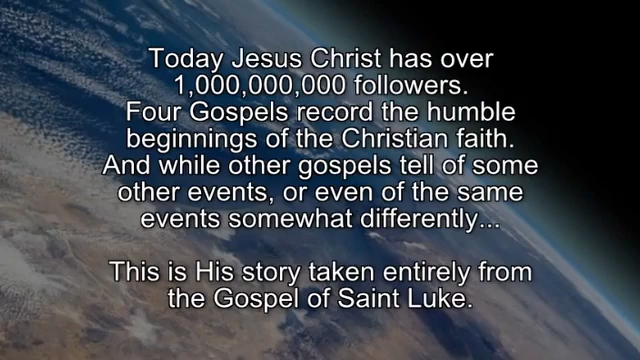 Today Jesus Christ has over
1,000,000,000 followers.
Four Gospels record the humble
beginnings of the Christian faith.
And while other gospels tell of some
other events, or even of the same
events somewhat differently...
This is His story taken entirely from
the Gospel of Saint Luke.